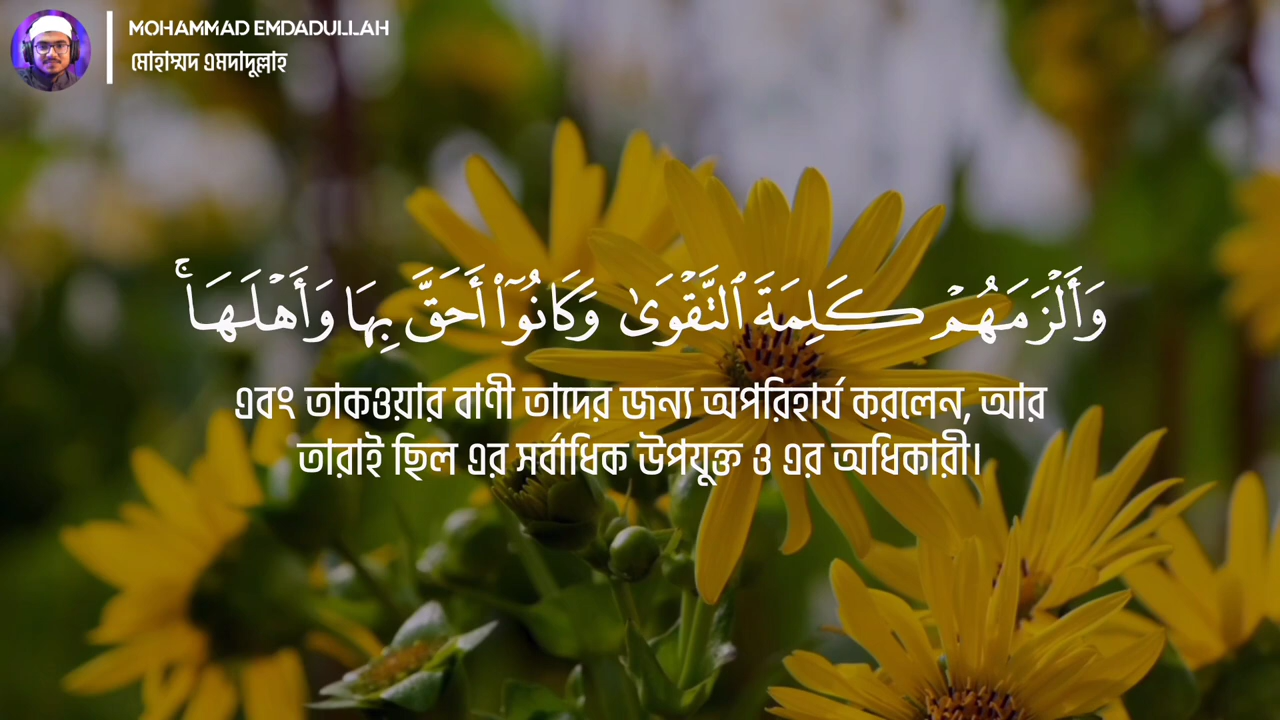 MOHAMMAD EMDADULLAH
মোহাম্মদ এমদাদুল্লাহ
وَأَلْزَمَهُمْ كَلِمَةَ ٱلتَّقْوَىٰ وَكَانُوٓا۟ أَحَقَّ بِهَا وَأَهْلَهَا ۚ
এবং তাকওয়ার বাণী তাদের জন্য অপরিহার্য করলেন, আর
তারাই ছিল এর সর্বাধিক উপযুক্ত ও এর অধিকারী।